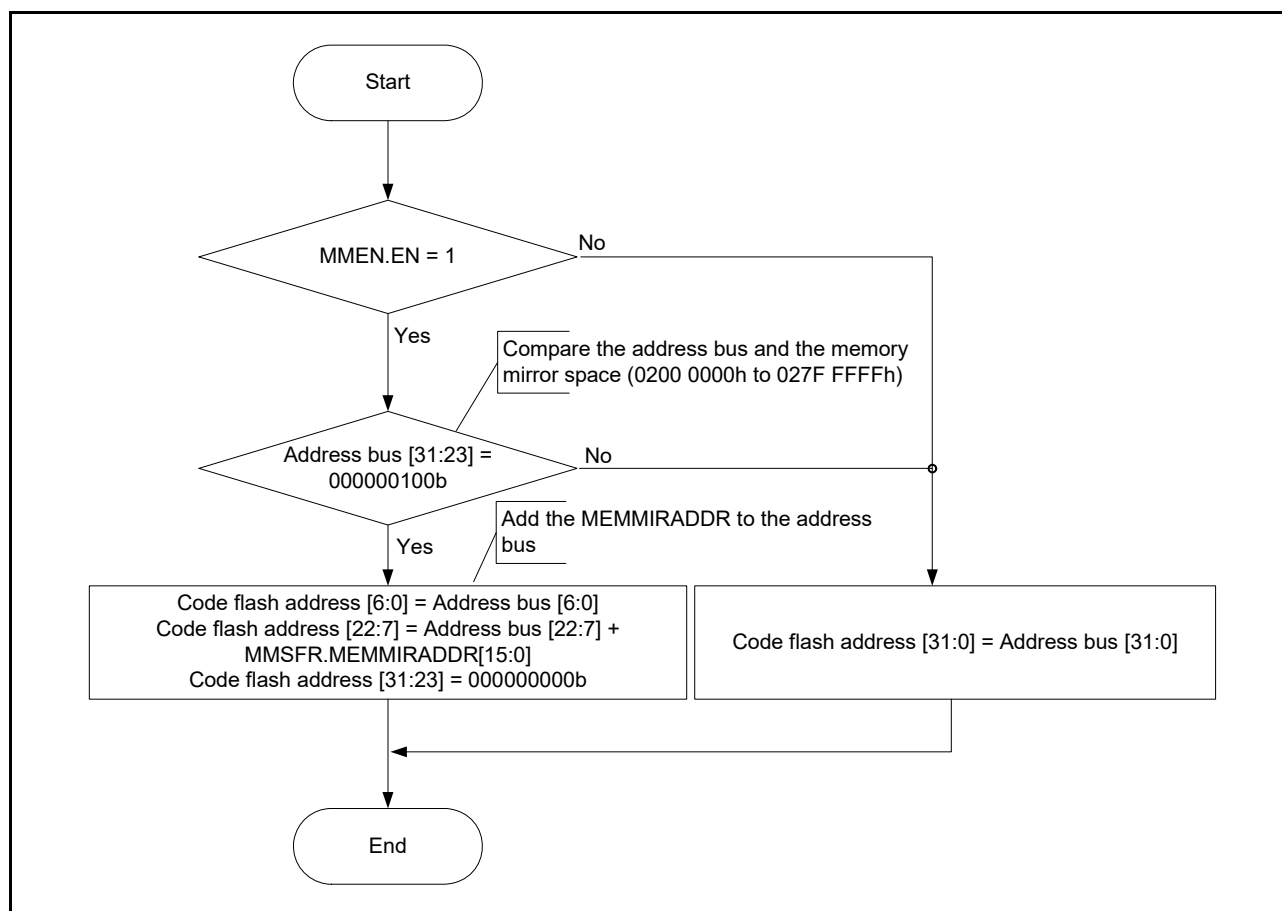 Start
MMEN.EN = 1
No
Yes
Compare the address bus and the memory
mirror space (0200 0000h to 027F FFFFh)
Address bus [31:23] =
000000100b
No
Yes
Add the MEMMIRADDR to the address
bus
Code flash address [6:0] = Address bus [6:0]
Code flash address [22:7] = Address bus [22:7] +
MMSFR.MEMMIRADDR[15:0]
Code flash address [31:23] = 000000000b
Code flash address [31:0] = Address bus [31:0]
End